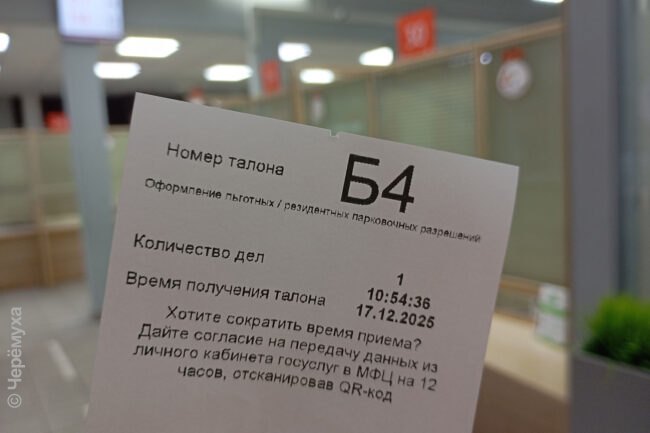 Номер талона Б4
Оформление льготных / резидентных парковочных разрешений
Количество дел 1
Время получения талона 10:54:36
17.12.2025
Хотите сократить время приема?
Дайте согласие на передачу данных из
личного кабинета госуслуг в МФЦ на 12
часов, отсканировав QR-код
© Черёмуха